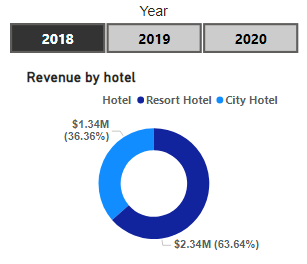 Year
2018 2019 2020
Revenue by hotel
Hotel Resort Hotel City Hotel
$1.34M
(36.36%)
$2.34M (63.64%)